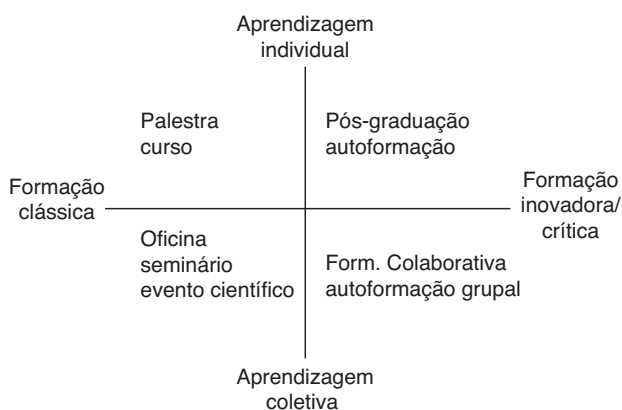 Aprendizagem
individual
Palestra
curso
Pós-graduação
autoformação
Formação
clássica
Formação
inovadora/
crítica
Oficina
seminário
evento científico
Form. Colaborativa
autoformação grupal
Aprendizagem
coletiva